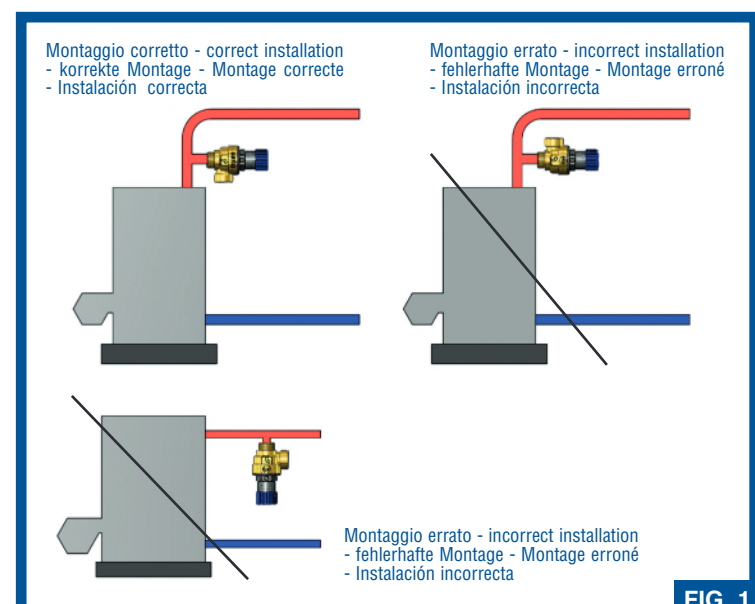 Montaggio corretto - correct installation
- korrekte Montage - Montage correcte
- Instalación correcta
Montaggio errato - incorrect installation
- fehlerhafte Montage - Montage erroné
- Instalación incorrecta
Montaggio errato - incorrect installation
- fehlerhafte Montage - Montage erroné
- Instalación incorrecta
FIG. 1